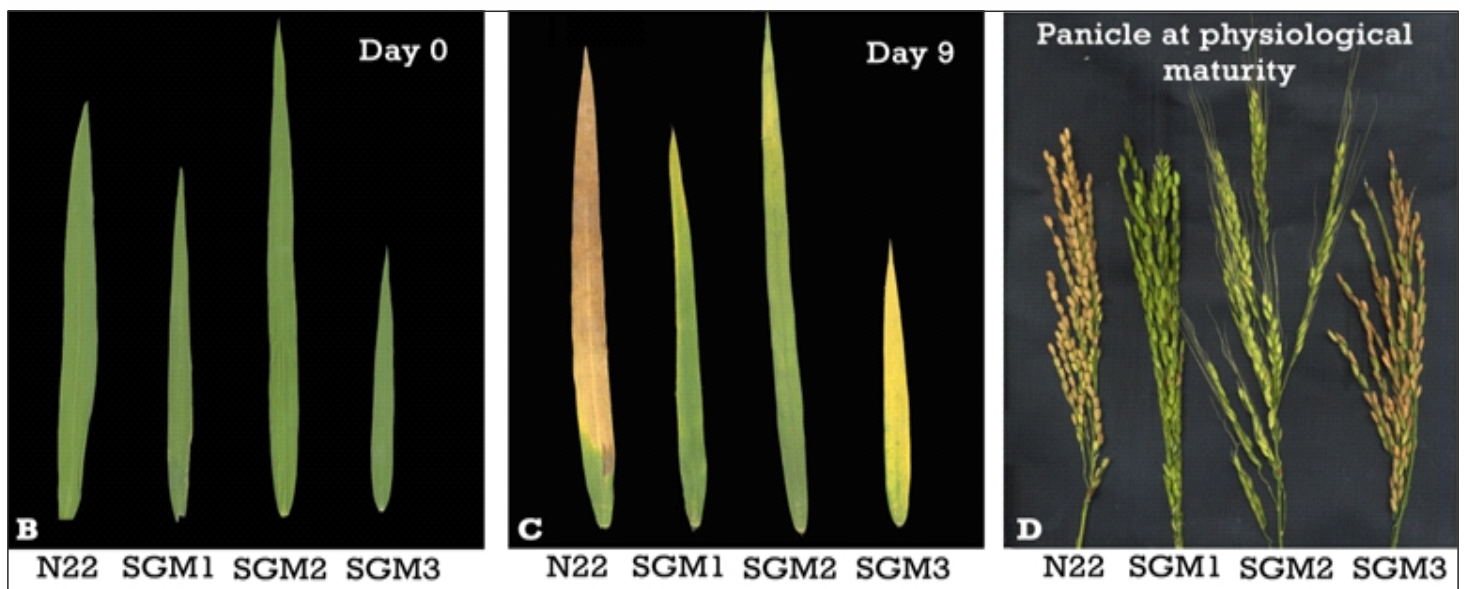 Day 0
B
N22 SGM1 SGM2 SGM3
Day 9
C
N22 SGM1 SGM2 SGM3
Panicle at physiological
maturity
D
N22 SGM1 SGM2 SGM3